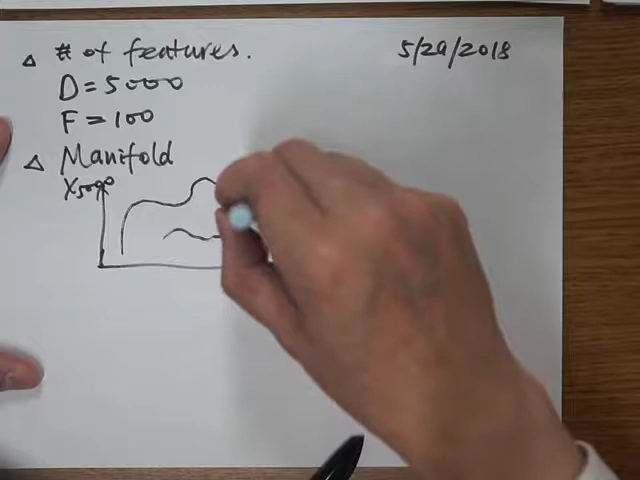 △ # of features.
5/29/2018
D = 5000
F = 100
△ Manifold
X5000